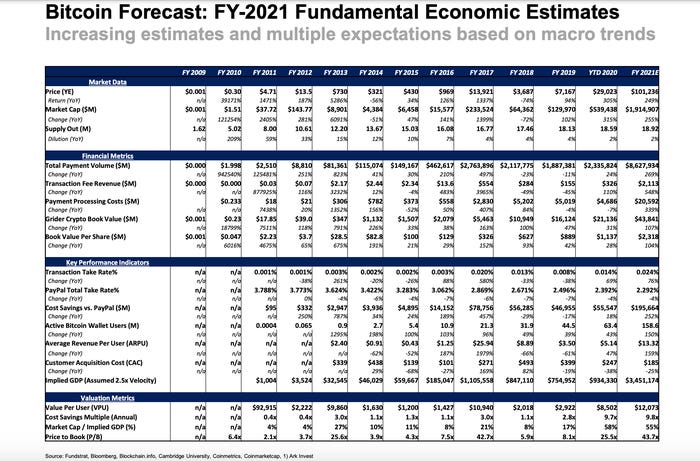 Bitcoin Forecast: FY-2021 Fundamental Economic Estimates
Increasing estimates and multiple expectations based on macro trends
FY 2009 FY 2010 FY 2011 FY 2012 FY 2013 FY 2014 FY 2015 FY 2016 FY 2017 FY 2018 FY 2019 YTD 2020 FY 2021E
Market Data
Price (YE) $0.001 $0.30 $4.71 $13.5 $730 $321 $430 $969 $13,921 $3,687 $7,167 $29,023 $101,236
Return (YoY) n/a 39171% 1471% 187% 5286% -56% 34% 126% 1337% -74% 94% 305% 249%
Market Cap ($M) $0.001 $1.51 $37.72 $143.77 $8,901 $4,384 $6,458 $15,577 $233,524 $64,362 $129,970 $539,438 $1,914,907
Change (YoY) n/a 121254% 2405% 281% 6091% -51% 47% 141% 1399% -72% 102% 315% 255%
Supply Out (M) 1.62 5.02 8.00 10.61 12.20 13.67 15.03 16.08 16.77 17.46 18.13 18.59 18.92
Dilution (YoY) n/a 209% 59% 33% 15% 12% 10% 7% 4% 4% 4% 2% 2%
Financial Metrics
Total Payment Volume ($M) $0.000 $1.998 $2,510 $8,810 $81,361 $115,074 $149,167 $462,617 $2,763,896 $2,117,775 $1,887,381 $2,335,824 $8,627,934
Change (YoY) n/a 942540% 125481% 251% 823% 41% 30% 210% 497% -23% -11% 24% 269%
Transaction Fee Revenue ($M) $0.000 $0.000 $0.03 $0.07 $2.17 $2.44 $2.34 $13.6 $554 $284 $155 $326 $2,113
Change (YoY) n/a n/a 877925% 116% 3232% 12% -4% 483% 3965% -49% -45% 110% 548%
Payment Processing Costs ($M) $0.233 $18 $21 $306 $782 $373 $558 $2,830 $5,202 $5,019 $4,686 $20,592
Change (YoY) n/a n/a 7438% 20% 1352% 156% -52% 50% 407% 84% -4% -7% 339%
Grider Crypto Book Value ($M) $0.001 $0.23 $17.85 $39.0 $347 $1,132 $1,507 $2,079 $5,463 $10,949 $16,124 $21,136 $43,841
Change (YoY) n/a 18799% 7511% 118% 791% 226% 33% 38% 163% 100% 47% 31% 107%
Book Value Per Share ($M) $0.001 $0.047 $2.23 $3.7 $28.5 $82.8 $100 $129 $326 $627 $889 $1,137 $2,318
Change (YoY) n/a 6016% 4675% 65% 675% 191% 21% 29% 152% 93% 42% 28% 104%
Key Performance Indicators
Transaction Take Rate% n/a n/a 0.001% 0.001% 0.003% 0.002% 0.002% 0.003% 0.020% 0.013% 0.008% 0.014% 0.024%
Change (YoY) n/a n/a n/a -38% 261% -20% -26% 88% 580% -33% -38% 69% 76%
PayPal Total Take Rate% n/a n/a 3.788% 3.773% 3.624% 3.422% 3.283% 3.062% 2.869% 2.671% 2.496% 2.392% 2.292%
Change (YoY) n/a n/a n/a 0% -4% -6% -4% -7% -6% -7% -7% -4% -4%
Cost Savings vs. PayPal ($M) n/a n/a $95 $332 $2,947 $3,936 $4,895 $14,152 $78,756 $56,285 $46,955 $55,547 $195,664
Change (YoY) n/a n/a n/a 250% 787% 34% 24% 189% 457% -29% -17% 18% 252%
Active Bitcoin Wallet Users (M) n/a n/a 0.0004 0.065 0.9 2.7 5.4 10.9 21.3 31.9 44.5 63.4 158.6
Change (YoY) n/a n/a n/a n/a 1295% 198% 100% 103% 96% 49% 39% 43% 150%
Average Revenue Per User (ARPU) n/a n/a n/a n/a $2.40 $0.91 $0.43 $1.25 $25.94 $8.89 $3.50 $5.14 $13.32
Change (YoY) n/a n/a n/a n/a n/a -62% -52% 187% 1979% -66% -61% 47% 159%
Customer Acquisition Cost (CAC) n/a n/a n/a n/a $339 $438 $139 $101 $271 $493 $399 $247 $185
Change (YoY) n/a n/a n/a n/a n/a 29% -68% -27% 169% 82% -19% -38% -25%
Implied GDP (Assumed 2.5x Velocity) $1,004 $3,524 $32,545 $46,029 $59,667 $185,047 $1,105,558 $847,110 $754,952 $934,330 $3,451,174
Valuation Metrics
Value Per User (VPU) n/a n/a $92,915 $2,222 $9,860 $1,630 $1,200 $1,427 $10,940 $2,018 $2,922 $8,502 $12,073
Cost Savings Multiple (Annual) n/a n/a 0.4x 0.4x 3.0x 1.1x 1.3x 1.1x 3.0x 1.1x 2.8x 9.7x 9.8x
Market Cap / Implied GDP (%) n/a n/a 4% 4% 27% 10% 11% 8% 21% 8% 17% 58% 55%
Price to Book (P/B) n/a 6.4x 2.1x 3.7x 25.6x 3.9x 4.3x 7.5x 42.7x 5.9x 8.1x 25.5x 43.7x
Source: Fundstrat, Bloomberg, Blockchain.info, Cambridge University, Coinmetrics, Coinmarketcap, 1) Ark Invest